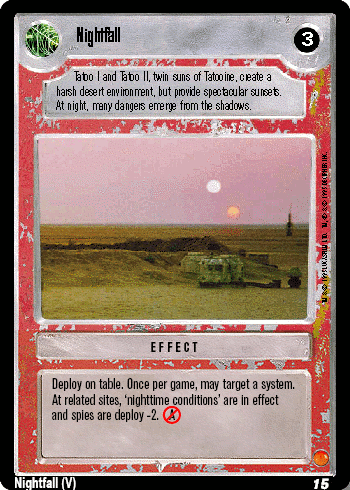 Nightfall
3
Tatoo I and Tatoo II, twin suns of Tatooine, create a
harsh desert environment, but provide spectacular sunsets.
At night, many dangers emerge from the shadows.
EFFECT
Deploy on table. Once per game, may target a system.
At related sites, 'nighttime conditions' are in effect
and spies are deploy -2. A
Nightfall (V)
15